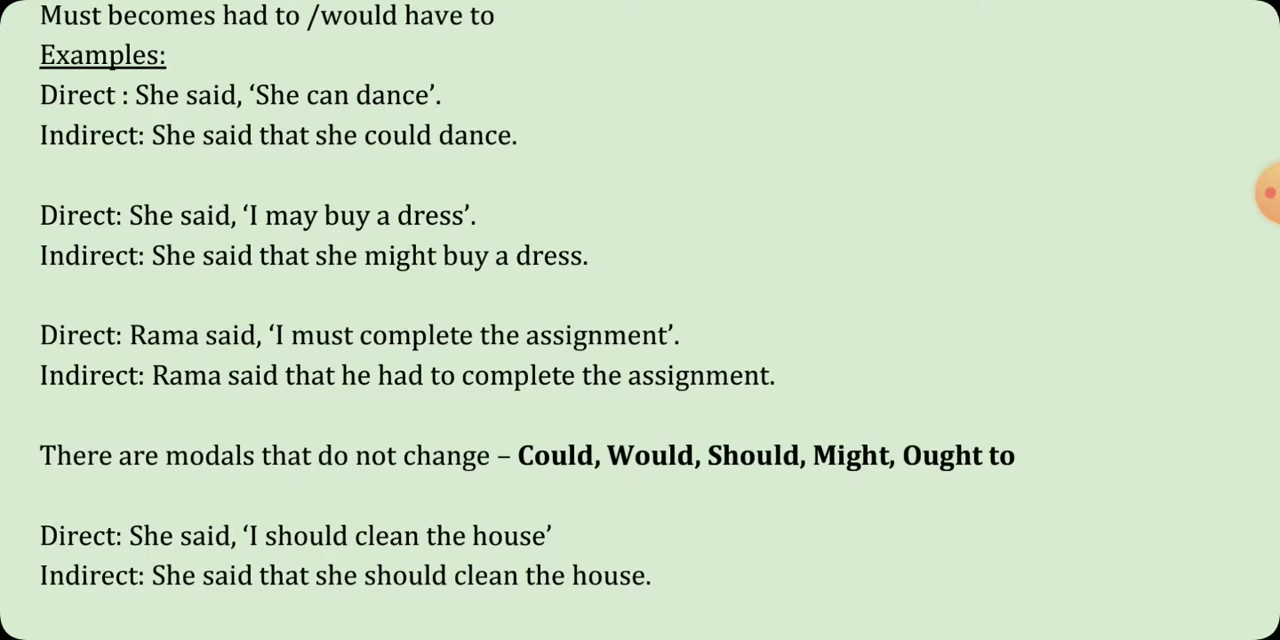 Must becomes had to /would have to
Examples:
Direct : She said, ‘She can dance’.
Indirect: She said that she could dance.
Direct: She said, ‘I may buy a dress’.
Indirect: She said that she might buy a dress.
Direct: Rama said, ‘I must complete the assignment’.
Indirect: Rama said that he had to complete the assignment.
There are modals that do not change – Could, Would, Should, Might, Ought to
Direct: She said, ‘I should clean the house’
Indirect: She said that she should clean the house.